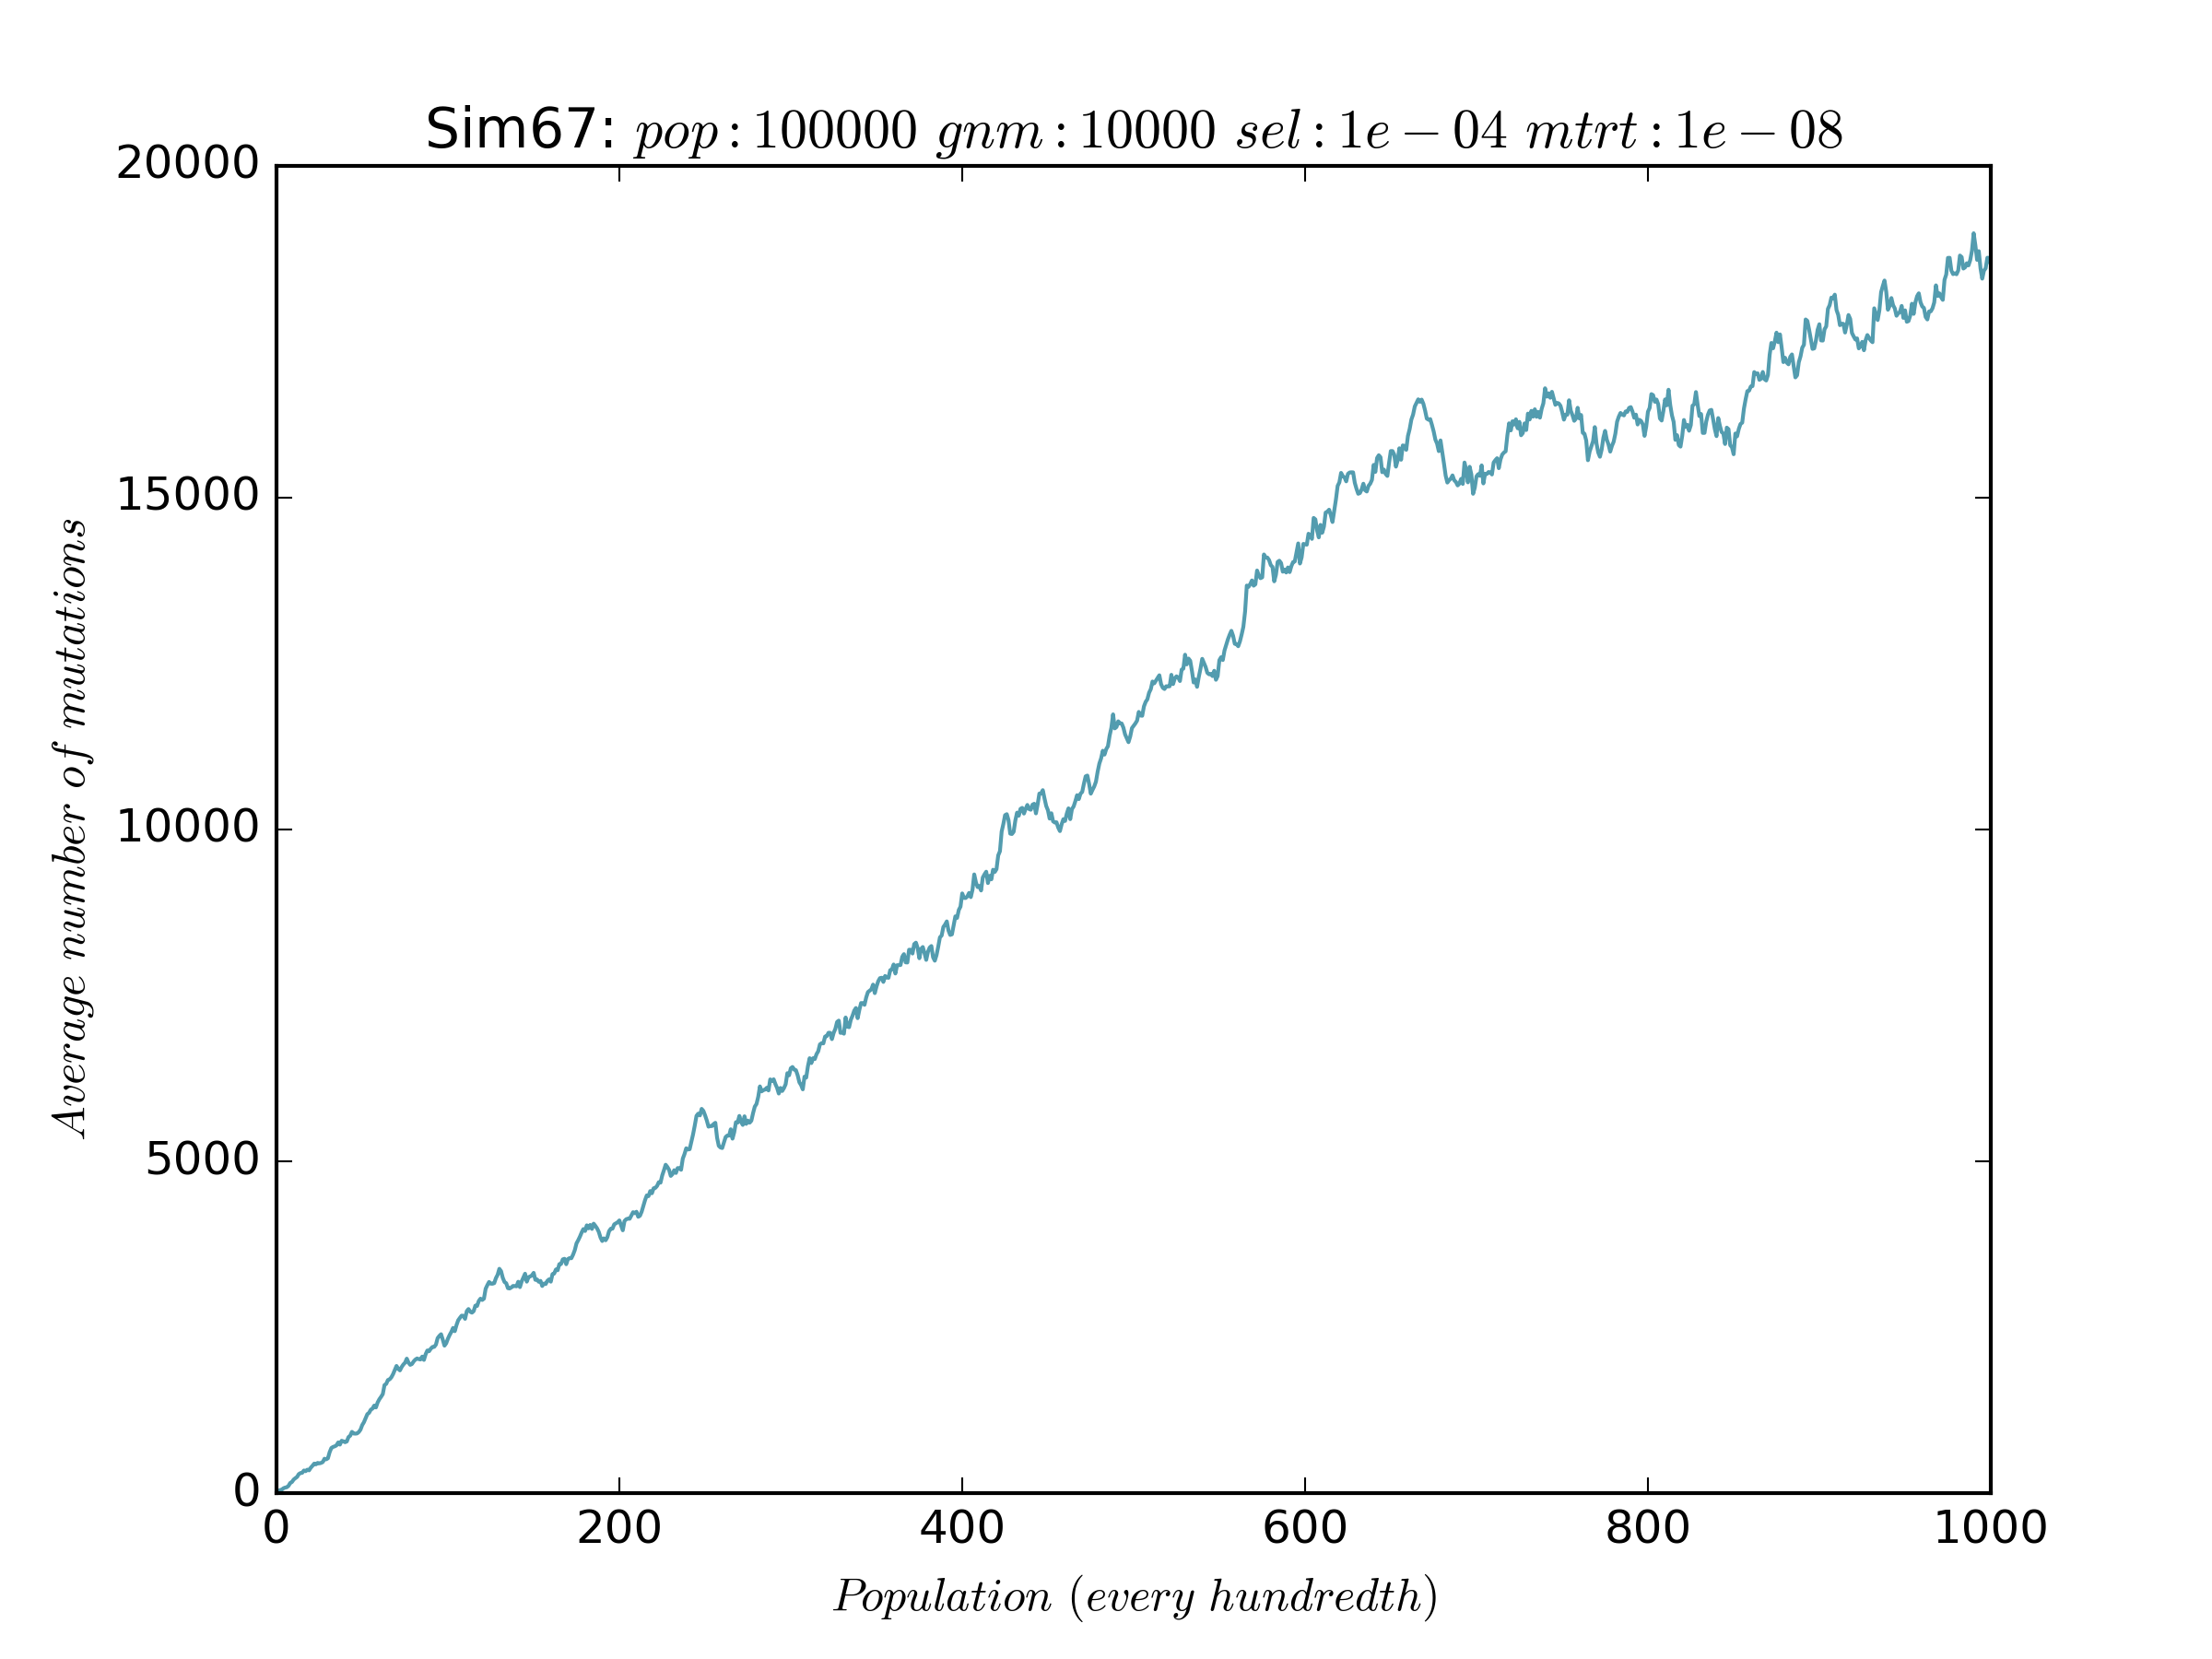 Sim67: pop : 100000 gnm : 10000 sel : 1e − 04 mtrt : 1e − 08
20000
15000
10000
5000
0
Average number of mutations
0 200 400 600 800 1000
Population (every hundredth)